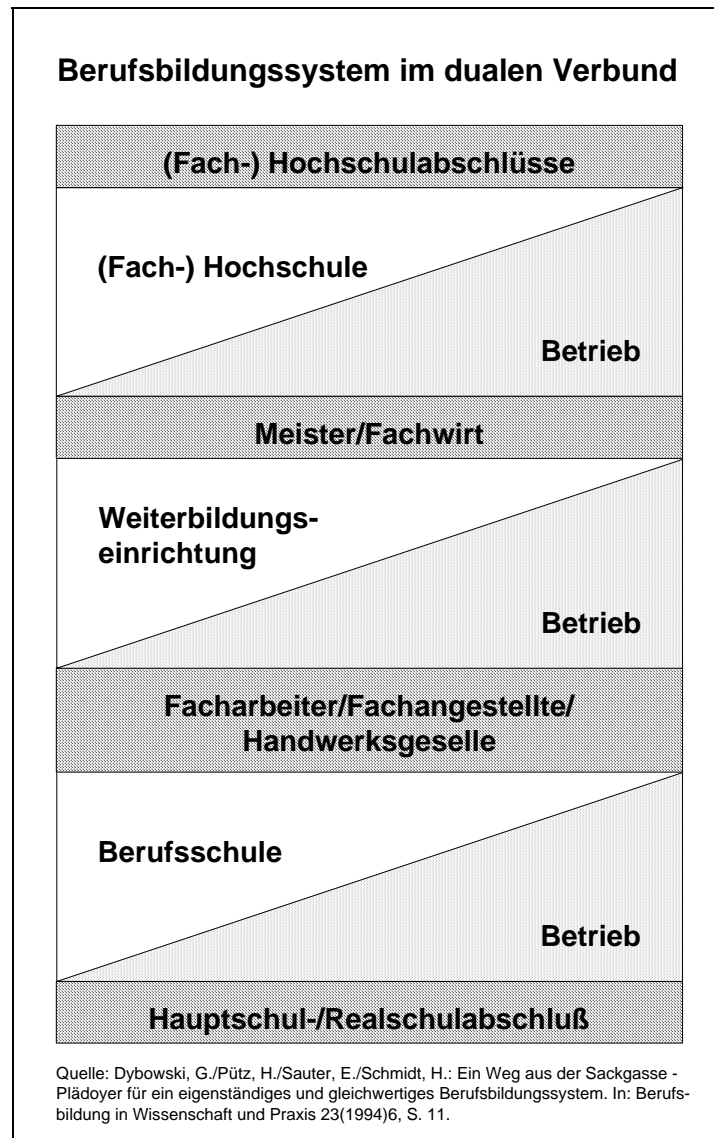 Berufsbildungssystem im dualen Verbund
(Fach-) Hochschulabschlüsse
(Fach-) Hochschule
Betrieb
Meister/Fachwirt
Weiterbildungs-
einrichtung
Betrieb
Facharbeiter/Fachangestellte/
Handwerksgeselle
Berufsschule
Betrieb
Hauptschul-/Realschulabschluß
Quelle: Dybowski, G./Pütz, H./Sauter, E./Schmidt, H.: Ein Weg aus der Sackgasse -
Plädoyer für ein eigenständiges und gleichwertiges Berufsbildungssystem. In: Berufs-
bildung in Wissenschaft und Praxis 23(1994)6, S. 11.